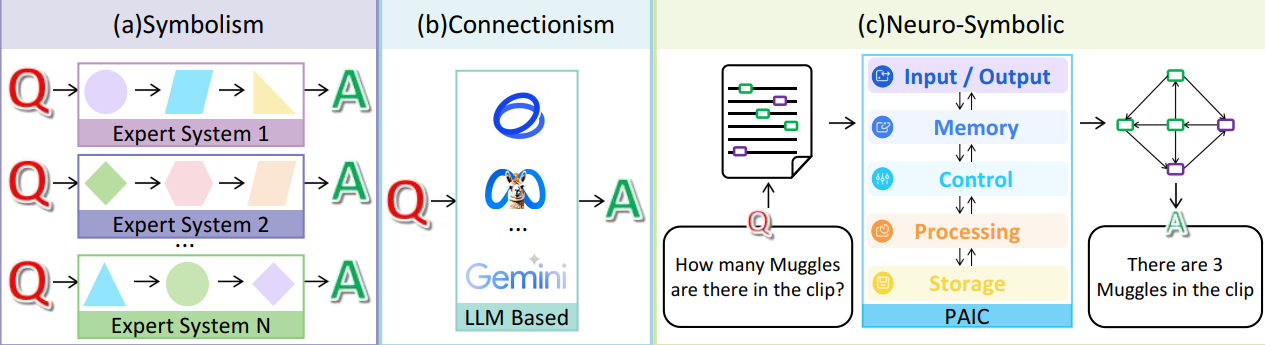 (a)Symbolism
Q
A
Expert System 1
Q
A
Expert System 2
...
Q
A
Expert System N
(b)Connectionism
Q
...
Gemini
A
LLM Based
(c)Neuro-Symbolic
Q
How many Muggles
are there in the clip?
Input / Output
Memory
Control
Processing
Storage
PAIC
A
There are 3
Muggles in the clip